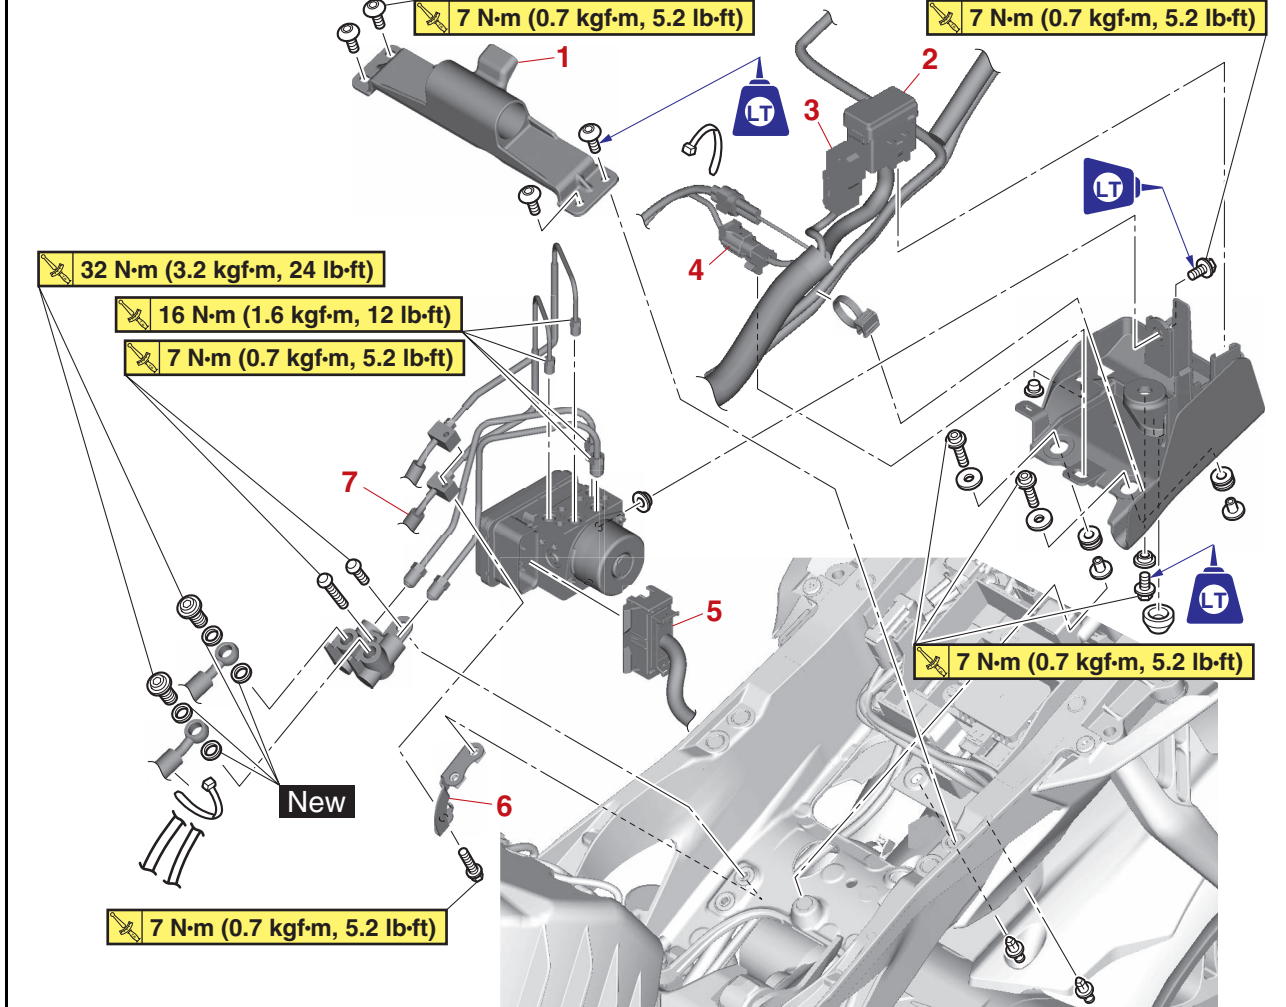 7 N·m (0.7 kgf·m, 5.2 lb·ft)
7 N·m (0.7 kgf·m, 5.2 lb·ft)
1
2
LT
3
LT
4
32 N·m (3.2 kgf·m, 24 lb·ft)
16 N·m (1.6 kgf·m, 12 lb·ft)
7 N·m (0.7 kgf·m, 5.2 lb·ft)
7
5
LT
7 N·m (0.7 kgf·m, 5.2 lb·ft)
New
6
7 N·m (0.7 kgf·m, 5.2 lb·ft)